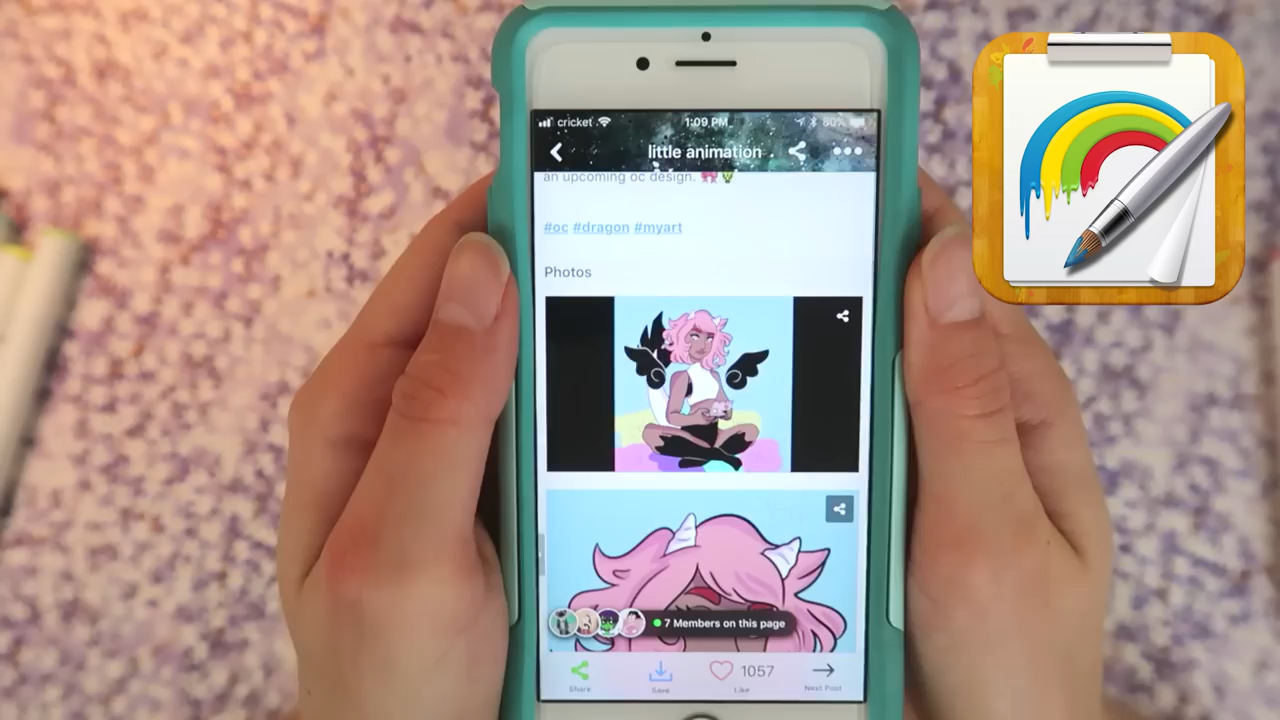 cricket 1:09 PM 80%
little animation
an upcoming oc design.
#oc #dragon #myart
Photos
7 Members on this page
1057
Share Save Like Next Post